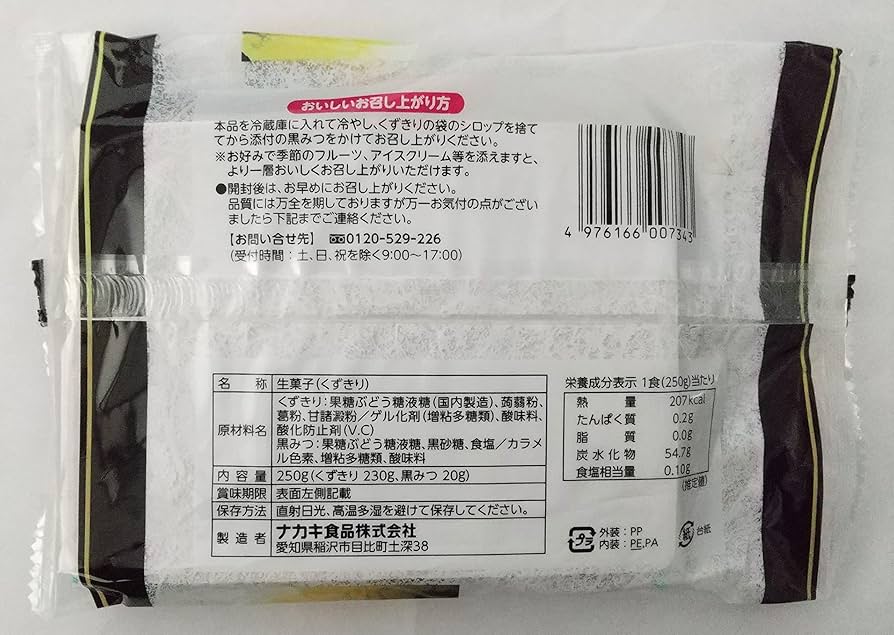 おいしいお召し上がり方
本品を冷蔵庫に入れて冷やし、くずきりの袋のシロップを捨て
てから添付の黒みつをかけてお召し上がりください。
※お好みで季節のフルーツ、アイスクリーム等を添えますと、
より一層おいしくお召し上がりいただけます。
●開封後は、お早めにお召し上がりください。
品質には万全を期しておりますが万一お気付の点がござい
ましたら下記までご連絡ください。
【お問い合せ先】 0120-529-226
(受付時間:土、日、祝を除く9:00〜17:00)
4 976166 007343
名 称 生菓子(くずきり)
原材料名 くずきり:果糖ぶどう糖液糖(国内製造)、蒟蒻粉、
葛粉、甘諸澱粉/ゲル化剤(増粘多糖類)、酸味料、
酸化防止剤(V.C)
黒みつ:果糖ぶどう糖液糖、黒砂糖、食塩/カラメ
ル色素、増粘多糖類、酸味料
内 容 量 250g(くずきり 230g、黒みつ 20g)
賞味期限 表面左側記載
保存方法 直射日光、高温多湿を避けて保存してください。
製 造 者 ナカキ食品株式会社
愛知県稲沢市目比町土深38
栄養成分表示 1食(250g)当たり
熱 量 207kcal
たんぱく質 0.2g
脂 質 0.0g
炭水化物 54.7g
食塩相当量 0.10g
(推定値)
プラ 外装:PP
内装:PE,PA
紙 台紙